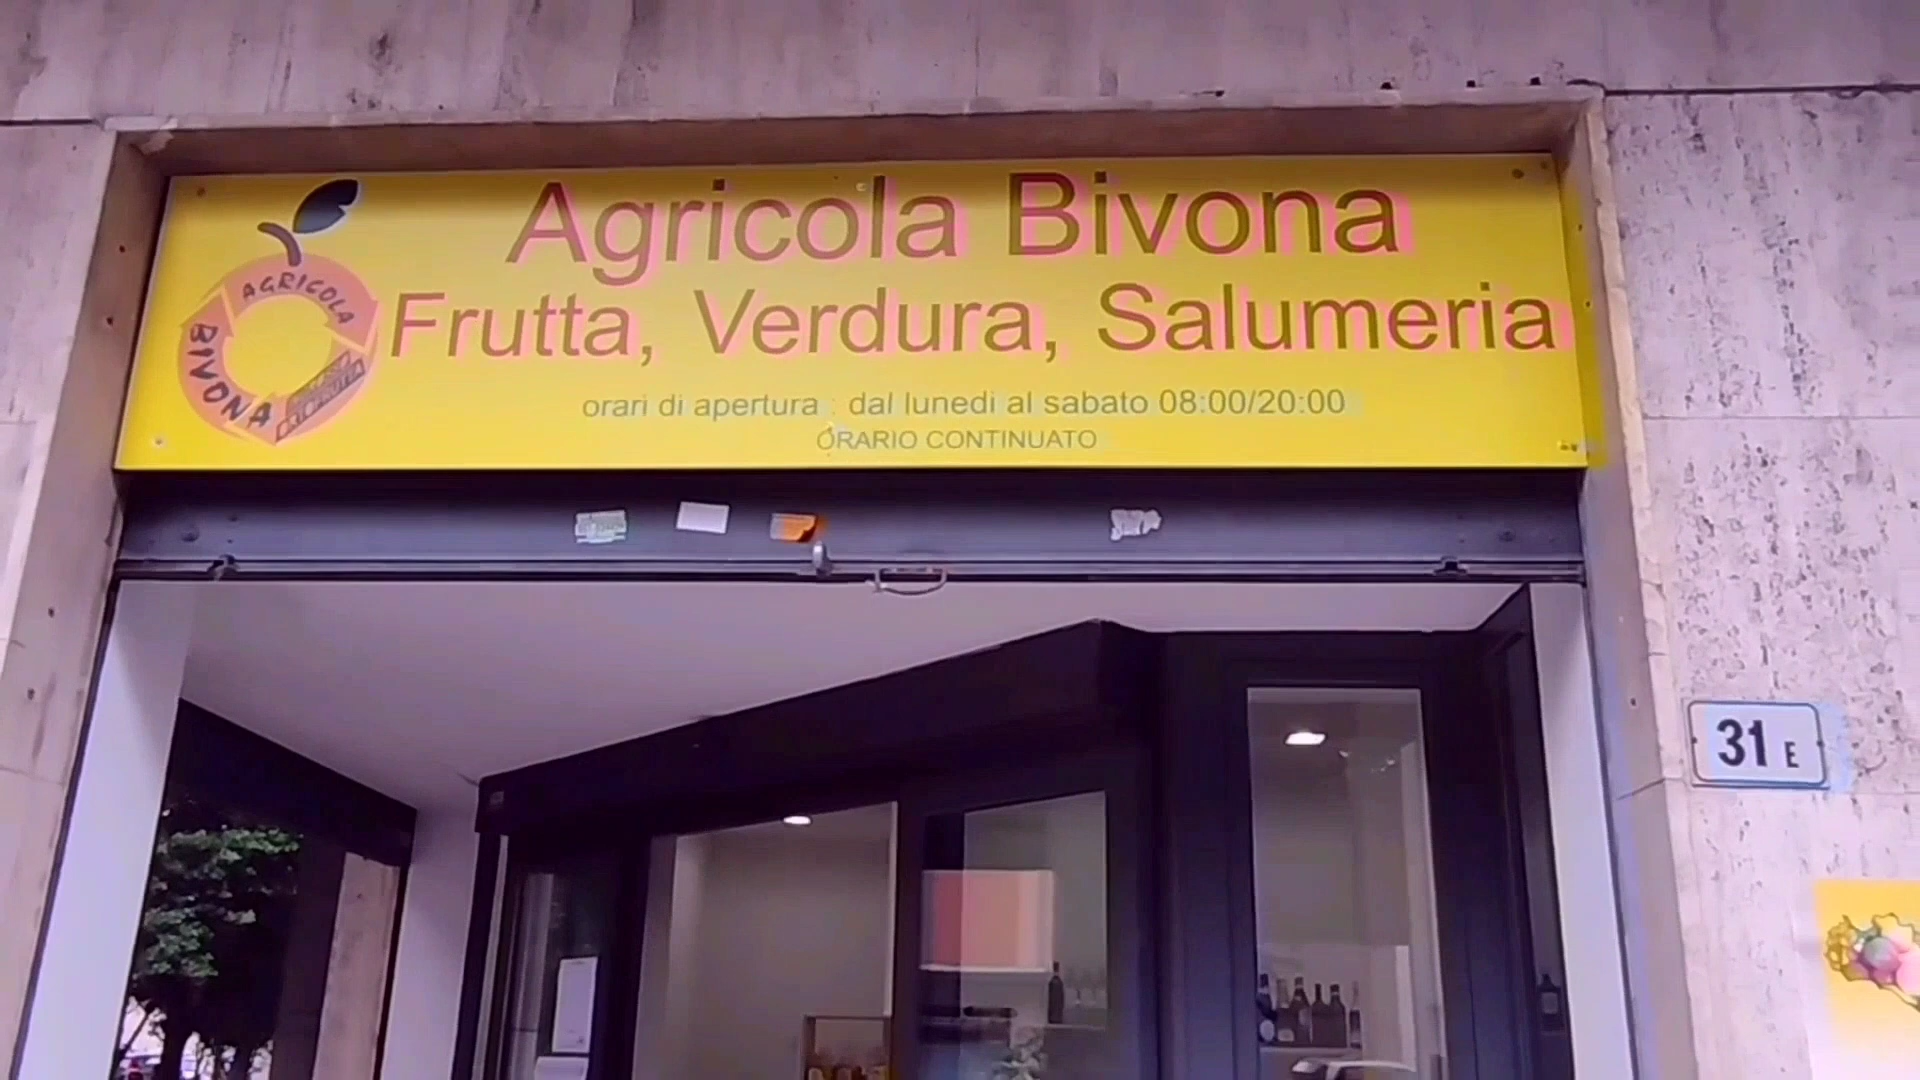 Agricola Bivona
Frutta, Verdura, Salumeria
orari di apertura : dal lunedi al sabato 08:00/20:00
ORARIO CONTINUATO
AGRICOLA
BIVONA
31 E